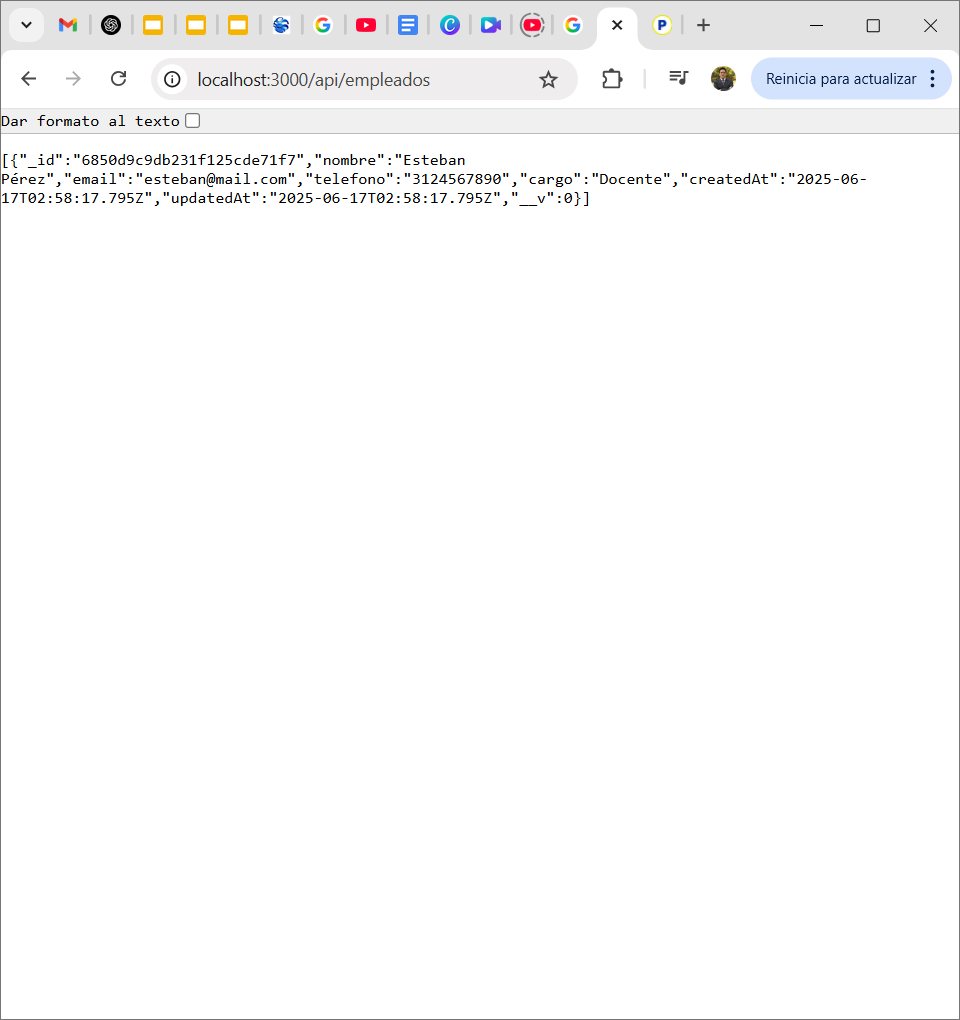 localhost:3000/api/empleados
Reinicia para actualizar
Dar formato al texto
[{"_id":"6850d9c9db231f125cde71f7","nombre":"Esteban
Pérez","email":"esteban@mail.com","telefono":"3124567890","cargo":"Docente","createdAt":"2025-06-
17T02:58:17.795Z","updatedAt":"2025-06-17T02:58:17.795Z","__v":0}]